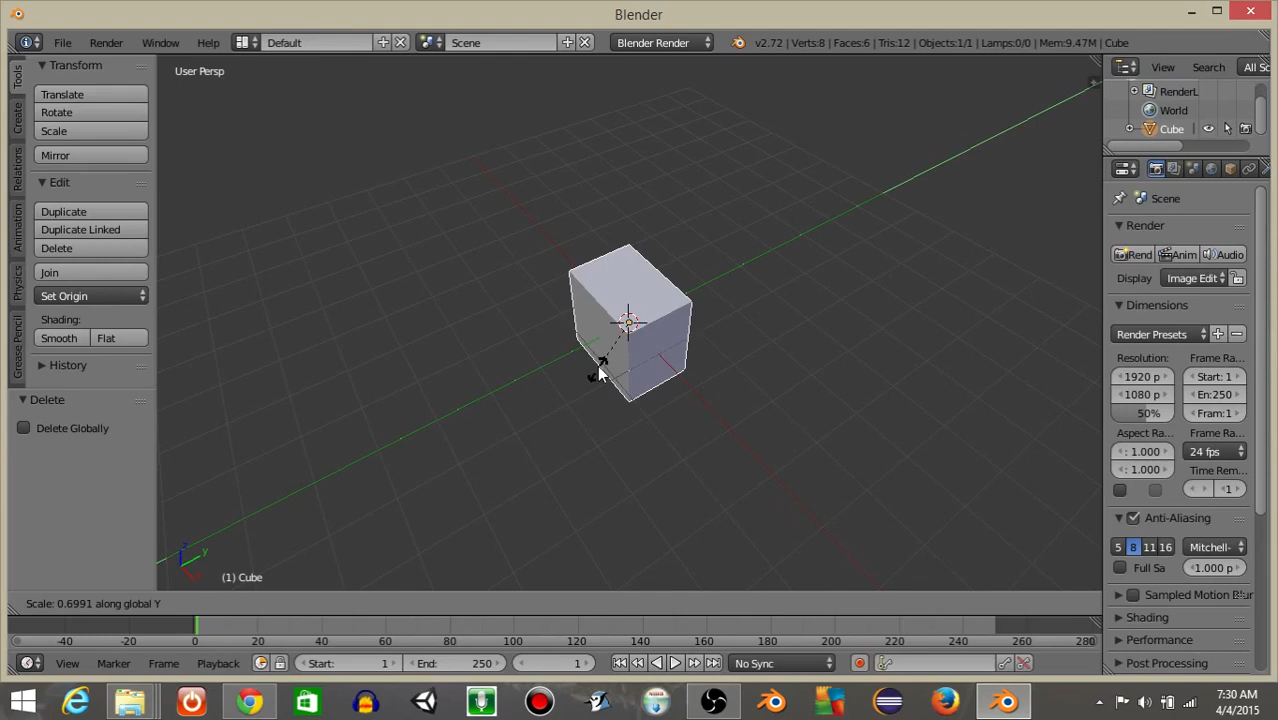 Blender
File Render Window Help Default Scene Blender Render v2.72 | Verts:8 | Faces:6 | Tris:12 | Objects:1/1 | Lamps:0/0 | Mem:9.47M | Cube
Tools
Create
Relations
Animation
Physics
Grease Pencil
Transform
Translate
Rotate
Scale
Mirror
Edit
Duplicate
Duplicate Linked
Delete
Join
Set Origin
Shading:
Smooth Flat
History
Delete
Delete Globally
User Persp
z
y
(1) Cube
Scale: 0.6991 along global Y
View Search All Sc
RenderL
World
Cube
Scene
Render
Rend Anim Audio
Display Image Edit
Dimensions
Render Presets
Resolution: Frame Ra
1920 p Start: 1
1080 p En:250
50% Fram:1
Aspect Ra Frame Ra
: 1.000 24 fps
: 1.000 Time Rem
1
Anti-Aliasing
5 8 11 16 Mitchell-
Full Sa 1.000 p
Sampled Motion Blur
Shading
Performance
Post Processing
-40 -20 0 20 40 60 80 100 120 140 160 180 200 220 240 260 280
View Marker Frame Playback Start: 1 End: 250 1 No Sync
7:30 AM
4/4/2015